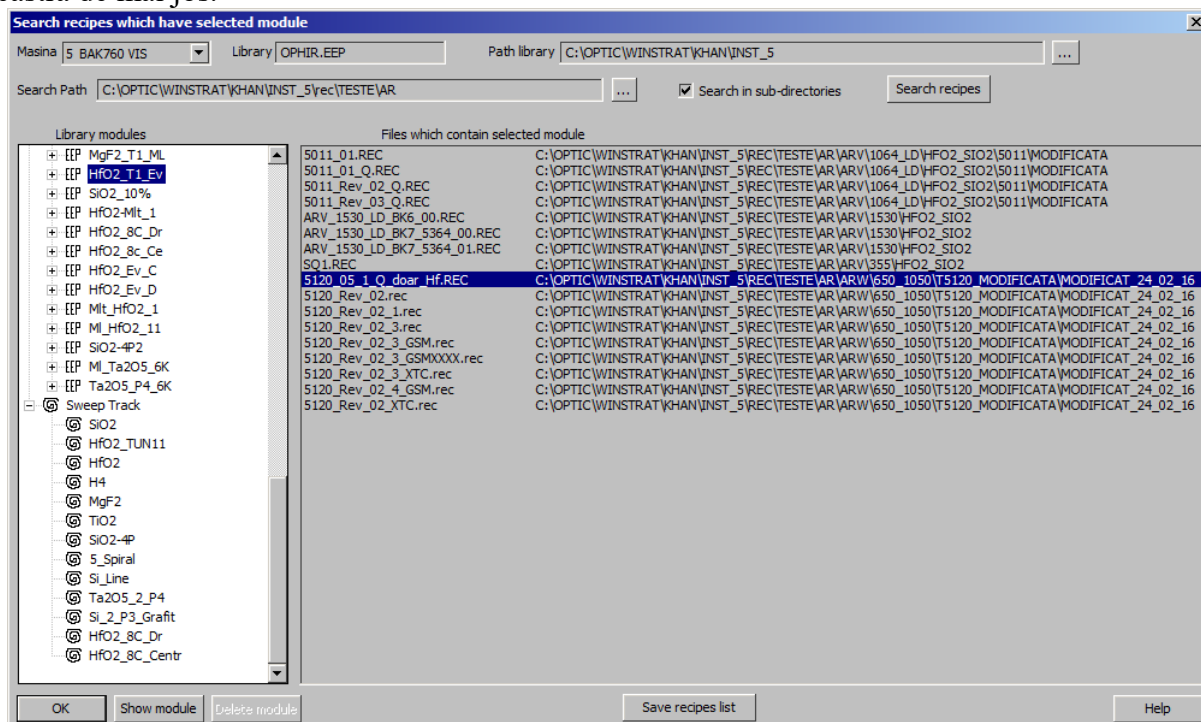 de mai jos.
Search recipes which have selected module
Masina 5 BAK760 VIS Library OPHIR.EEP Path library C:\OPTIC\WINSTRAT\KHAN\INST_5 ...
Search Path C:\OPTIC\WINSTRAT\KHAN\INST_5\rec\TESTE\AR ... Search in sub-directories Search recipes
Library modules Files which contain selected module
EEP MgF2_T1_ML
EEP HfO2_T1_Ev
EEP SiO2_10%
EEP HfO2-Mlt_1
EEP HfO2_8C_Dr
EEP HfO2_8c_Ce
EEP HfO2_Ev_C
EEP HfO2_Ev_D
EEP Mlt_HfO2_1
EEP Ml_HfO2_11
EEP SiO2-4P2
EEP Ml_Ta2O5_6K
EEP Ta2O5_P4_6K
Sweep Track
SiO2
HfO2_TUN11
HfO2
H4
MgF2
TiO2
SiO2-4P
5_Spiral
Si_Line
Ta2O5_2_P4
Si_2_P3_Grafit
HfO2_8C_Dr
HfO2_8C_Centr
5011_01.REC C:\OPTIC\WINSTRAT\KHAN\INST_5\REC\TESTE\AR\ARV\1064_LD\HFO2_SIO2\5011\MODIFICATA
5011_01_Q.REC C:\OPTIC\WINSTRAT\KHAN\INST_5\REC\TESTE\AR\ARV\1064_LD\HFO2_SIO2\5011\MODIFICATA
5011_Rev_02_Q.REC C:\OPTIC\WINSTRAT\KHAN\INST_5\REC\TESTE\AR\ARV\1064_LD\HFO2_SIO2\5011\MODIFICATA
5011_Rev_03_Q.REC C:\OPTIC\WINSTRAT\KHAN\INST_5\REC\TESTE\AR\ARV\1064_LD\HFO2_SIO2\5011\MODIFICATA
ARV_1530_LD_BK6_00.REC C:\OPTIC\WINSTRAT\KHAN\INST_5\REC\TESTE\AR\ARV\1530\HFO2_SIO2
ARV_1530_LD_BK7_5364_00.REC C:\OPTIC\WINSTRAT\KHAN\INST_5\REC\TESTE\AR\ARV\1530\HFO2_SIO2
ARV_1530_LD_BK7_5364_01.REC C:\OPTIC\WINSTRAT\KHAN\INST_5\REC\TESTE\AR\ARV\1530\HFO2_SIO2
SQ1.REC C:\OPTIC\WINSTRAT\KHAN\INST_5\REC\TESTE\AR\ARV\355\HFO2_SIO2
5120_05_1_Q_doar_Hf.REC C:\OPTIC\WINSTRAT\KHAN\INST_5\REC\TESTE\AR\ARW\650_1050\T5120_MODIFICATA\MODIFICAT_24_02_16
5120_Rev_02.rec C:\OPTIC\WINSTRAT\KHAN\INST_5\REC\TESTE\AR\ARW\650_1050\T5120_MODIFICATA\MODIFICAT_24_02_16
5120_Rev_02_1.rec C:\OPTIC\WINSTRAT\KHAN\INST_5\REC\TESTE\AR\ARW\650_1050\T5120_MODIFICATA\MODIFICAT_24_02_16
5120_Rev_02_3.rec C:\OPTIC\WINSTRAT\KHAN\INST_5\REC\TESTE\AR\ARW\650_1050\T5120_MODIFICATA\MODIFICAT_24_02_16
5120_Rev_02_3_GSM.rec C:\OPTIC\WINSTRAT\KHAN\INST_5\REC\TESTE\AR\ARW\650_1050\T5120_MODIFICATA\MODIFICAT_24_02_16
5120_Rev_02_3_GSMXXXX.rec C:\OPTIC\WINSTRAT\KHAN\INST_5\REC\TESTE\AR\ARW\650_1050\T5120_MODIFICATA\MODIFICAT_24_02_16
5120_Rev_02_3_XTC.rec C:\OPTIC\WINSTRAT\KHAN\INST_5\REC\TESTE\AR\ARW\650_1050\T5120_MODIFICATA\MODIFICAT_24_02_16
5120_Rev_02_4_GSM.rec C:\OPTIC\WINSTRAT\KHAN\INST_5\REC\TESTE\AR\ARW\650_1050\T5120_MODIFICATA\MODIFICAT_24_02_16
5120_Rev_02_XTC.rec C:\OPTIC\WINSTRAT\KHAN\INST_5\REC\TESTE\AR\ARW\650_1050\T5120_MODIFICATA\MODIFICAT_24_02_16
OK Show module Delete module Save recipes list Help